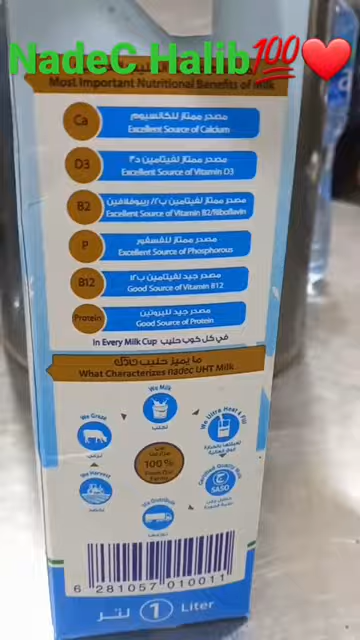 NadeC Halib💯❤️
Most Important Nutritional Benefits of Milk
Ca
مصدر ممتاز للكالسيوم
Excellent Source of Calcium
D3
مصدر ممتاز لفيتامين د٣
Excellent Source of Vitamin D3
B2
مصدر ممتاز لفيتامين ب٢/ ريبوفلافين
Excellent Source of Vitamin B2/Riboflavin
P
مصدر ممتاز للفسفور
Excellent Source of Phosphorous
B12
مصدر جيد لفيتامين ب١٢
Good Source of Vitamin B12
Protein
مصدر جيد للبروتين
Good Source of Protein
In Every Milk Cup في كل كوب حليب
ما يميز حليب نادك
What Characterizes nadec UHT Milk
We Milk
نحلب
We Graze
We Ultra Heat & Fill
100%
From Our Farms
We Harvest
SASO
We Distribute
6 281057 010011
لتر 1 Liter